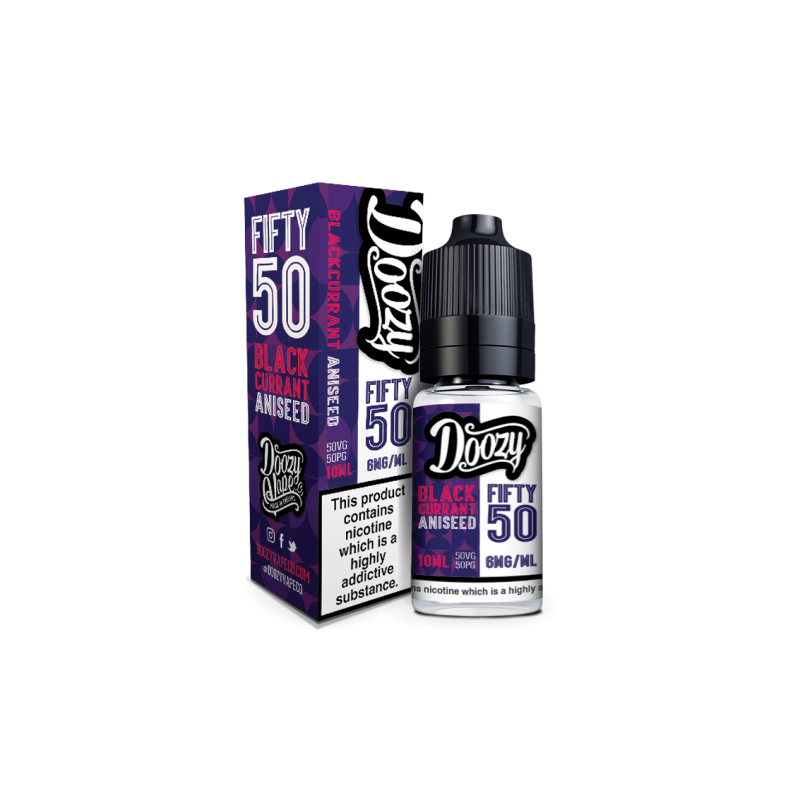 FIFTY
50
BLACK
CURRANT
ANISEED
Doozy
Vape Co
DOOZYVAPECO.COM
#DOOZYVAPECO
BLACKCURRANT ANISEED
50VG
50PG
10ML
Doozy
FIFTY
50
6MG/ML
This product
contains
nicotine
which is a
highly
addictive
substance.
Doozy
BLACK
CURRANT
ANISEED
10ML
50VG
50PG
FIFTY
50
6MG/ML
nicotine which is a highly